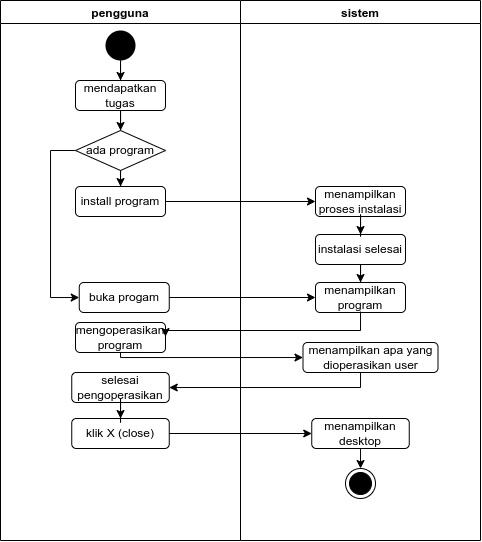 pengguna
sistem
mendapatkan
tugas
ada program
install program
menampilkan
proses instalasi
instalasi selesai
buka progam
menampilkan
program
mengoperasikan
program
menampilkan apa yang
dioperasikan user
selesai
pengoperasikan
klik X (close)
menampilkan
desktop